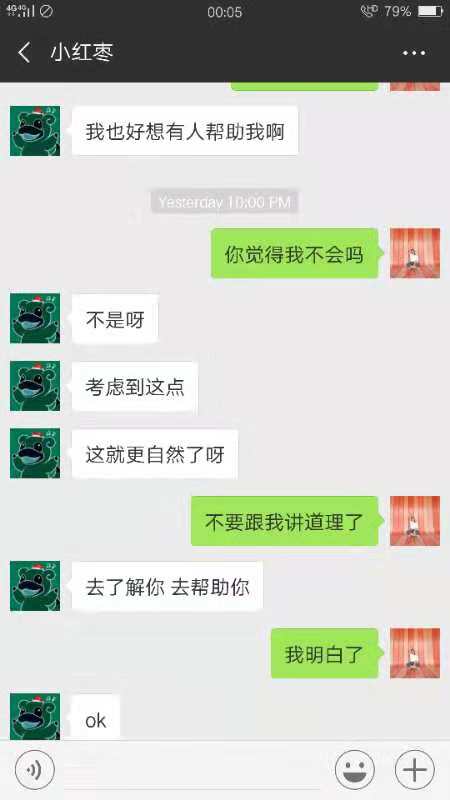 4G 4G
00:05
HD 79%
小红枣
我也好想有人帮助我啊
Yesterday 10:00 PM
你觉得我不会吗
不是呀
考虑到这点
这就更自然了呀
不要跟我讲道理了
去了解你 去帮助你
我明白了
ok